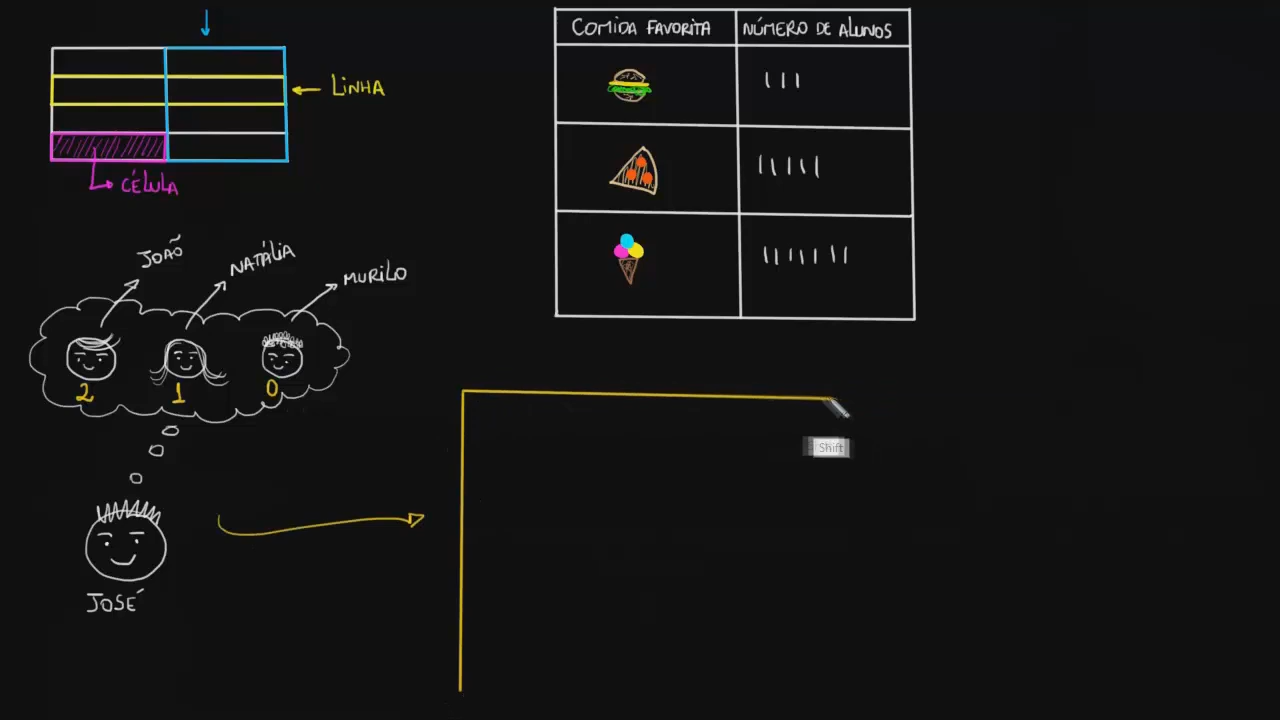 LINHA
CÉLULA
COMIDA FAVORITA
NÚMERO DE ALUNOS
JOÃO
NATÁLIA
MURILO
2
1
0
JOSÉ
Shift